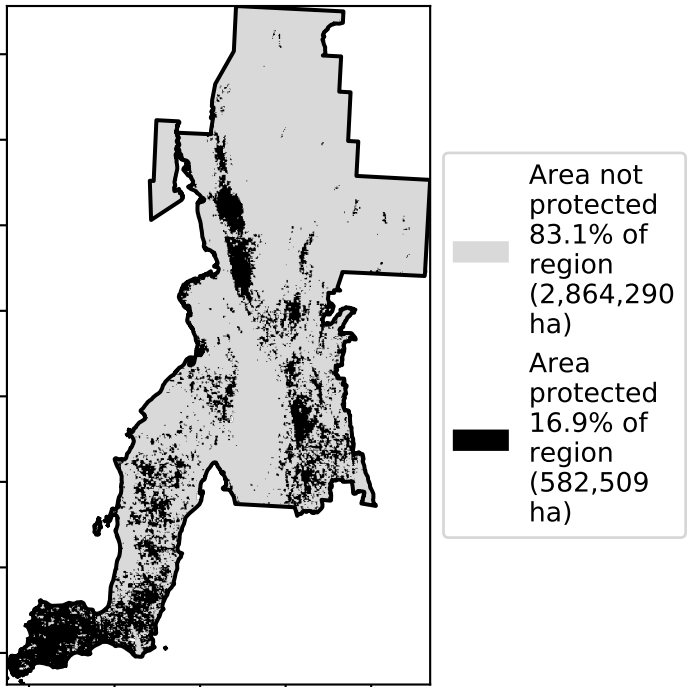 Area not
protected
83.1% of
region
(2,864,290
ha)
Area
protected
16.9% of
region
(582,509
ha)